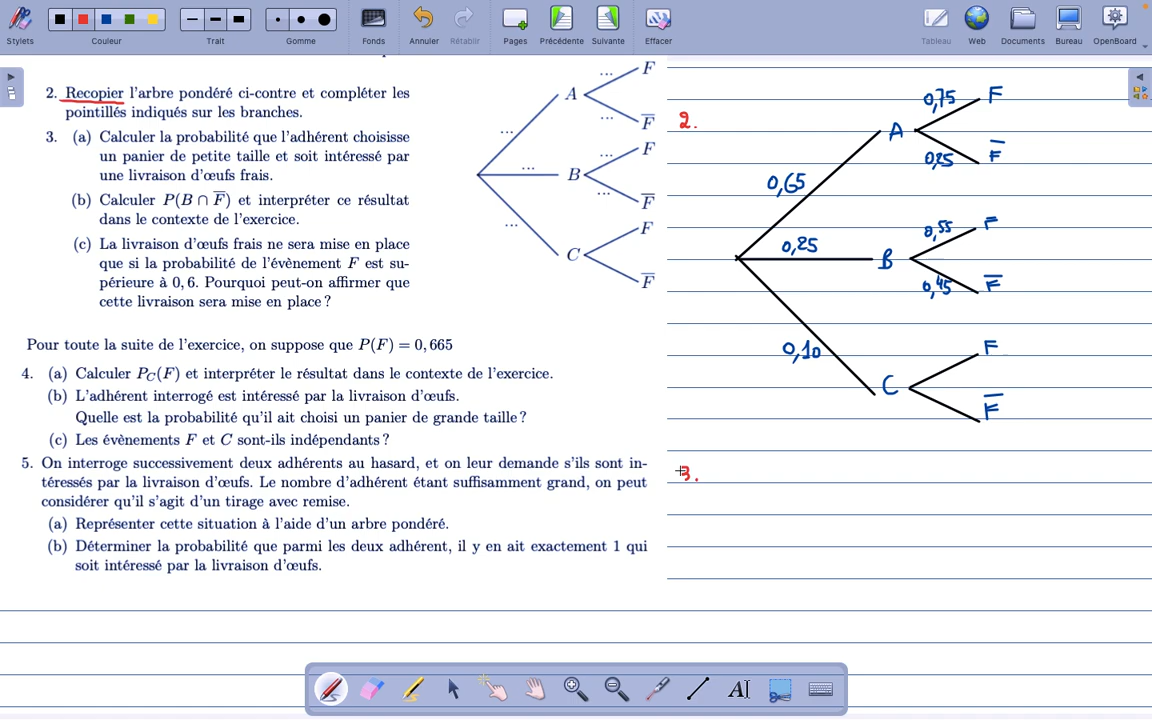 Stylets
Couleur
Trait
Gomme
Fonds
Annuler
Rétablir
Pages
Précédente
Suivante
Effacer
Tableau
Web
Documents
Bureau
OpenBoard
2. Recopier l'arbre pondéré ci-contre et compléter les
pointillés indiqués sur les branches.
3. (a) Calculer la probabilité que l'adhérent choisisse
un panier de petite taille et soit intéressé par
une livraison d'œufs frais.
(b) Calculer P(B ∩ F̅) et interpréter ce résultat
dans le contexte de l'exercice.
(c) La livraison d'œufs frais ne sera mise en place
que si la probabilité de l'évènement F est su-
périeure à 0, 6. Pourquoi peut-on affirmer que
cette livraison sera mise en place ?
... A ... F
... F̅
... B ... F
... F̅
... C F
F̅
Pour toute la suite de l'exercice, on suppose que P(F) = 0, 665
4. (a) Calculer P_C(F) et interpréter le résultat dans le contexte de l'exercice.
(b) L'adhérent interrogé est intéressé par la livraison d'œufs.
Quelle est la probabilité qu'il ait choisi un panier de grande taille ?
(c) Les évènements F et C sont-ils indépendants ?
5. On interroge successivement deux adhérents au hasard, et on leur demande s'ils sont in-
téressés par la livraison d'œufs. Le nombre d'adhérent étant suffisamment grand, on peut
considérer qu'il s'agit d'un tirage avec remise.
(a) Représenter cette situation à l'aide d'un arbre pondéré.
(b) Déterminer la probabilité que parmi les deux adhérent, il y en ait exactement 1 qui
soit intéressé par la livraison d'œufs.
2.
0,65 A 0,75 F
0,25 F̅
0,25 B 0,55 F
0,45 F̅
0,10 C F
F̅
3.